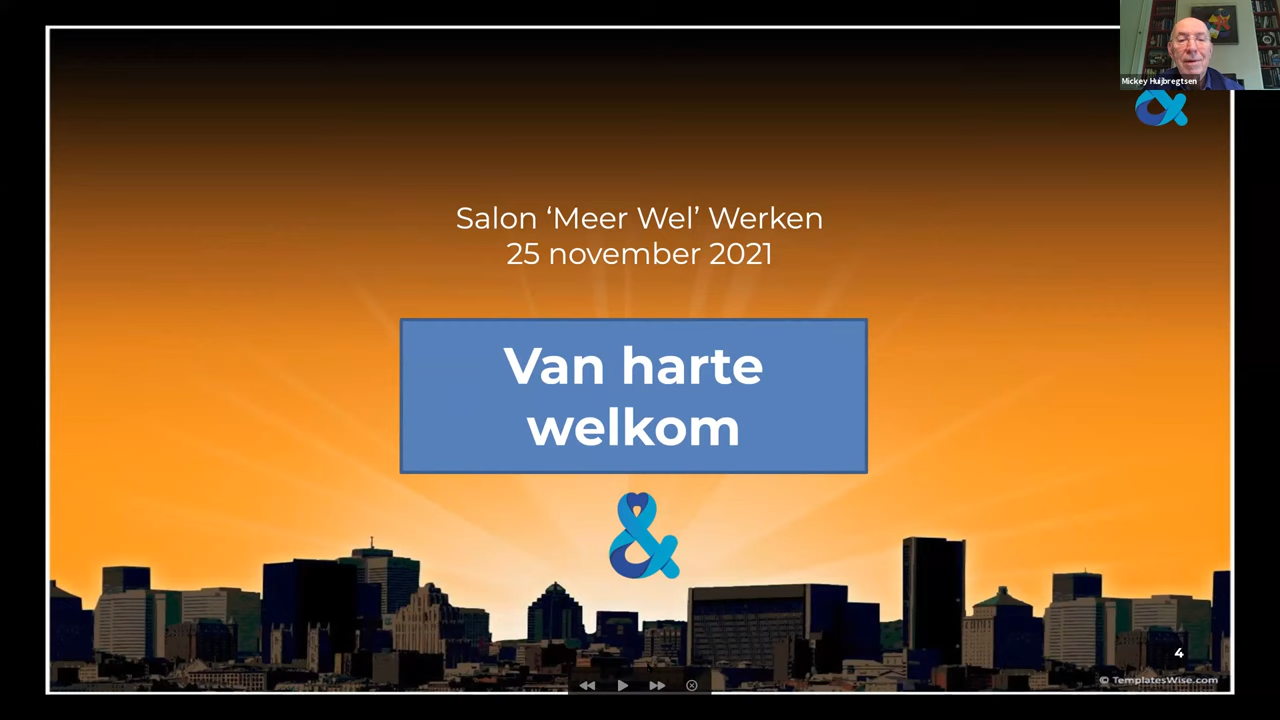 Mickey Huijbregtsen
Salon ‘Meer Wel’ Werken
25 november 2021
Van harte
welkom
&
4
© TemplatesWise.com